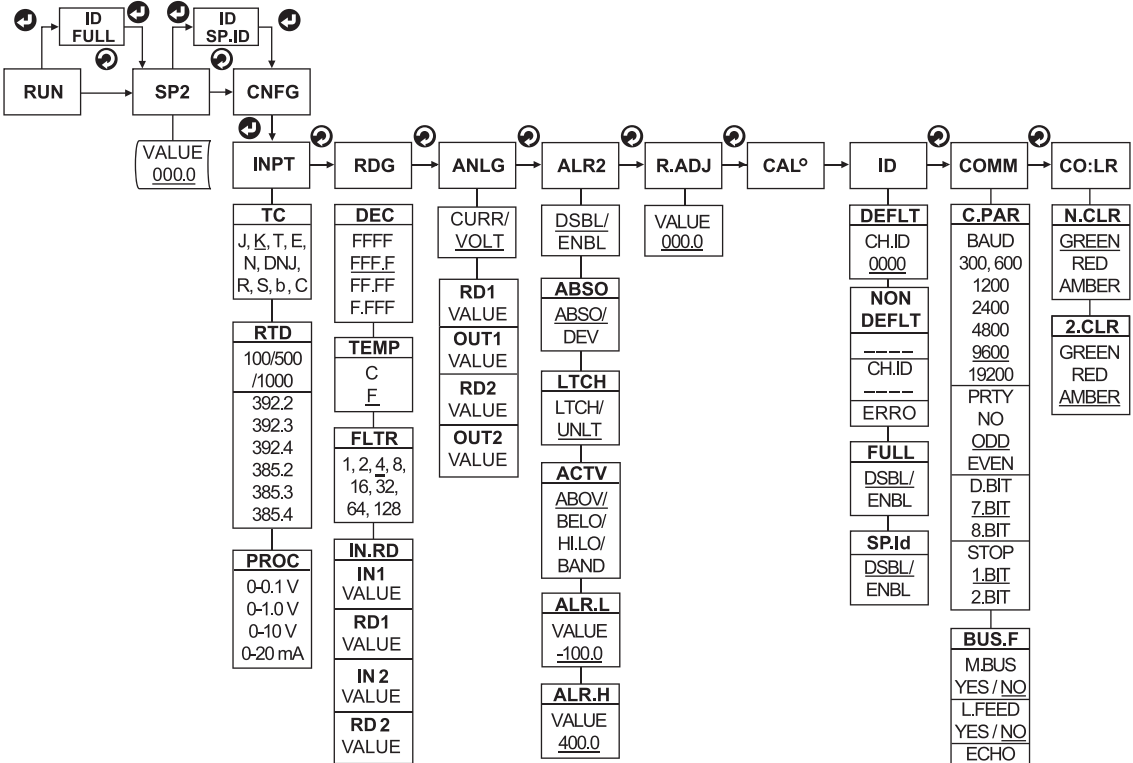 ID
FULL
ID
SP.ID
RUN
SP2
CNFG
VALUE
000.0
INPT
RDG
ANLG
ALR2
R.ADJ
CAL°
ID
COMM
CO:LR
TC
J, K, T, E,
N, DNJ,
R, S, b, C
RTD
100/500
/1000
392.2
392.3
392.4
385.2
385.3
385.4
PROC
0-0.1 V
0-1.0 V
0-10 V
0-20 mA
DEC
FFFF
FFF.F
FF.FF
F.FFF
TEMP
C
F
FLTR
1, 2, 4, 8,
16, 32,
64, 128
IN.RD
IN1
VALUE
RD1
VALUE
IN 2
VALUE
RD 2
VALUE
CURR/
VOLT
RD1
VALUE
OUT1
VALUE
RD2
VALUE
OUT2
VALUE
DSBL/
ENBL
ABSO
ABSO/
DEV
LTCH
LTCH/
UNLT
ACTV
ABOV/
BELO/
HI.LO/
BAND
ALR.L
VALUE
-100.0
ALR.H
VALUE
400.0
VALUE
000.0
DEFLT
CH.ID
0000
NON
DEFLT
_ _ _ _
CH.ID
_ _ _ _
ERRO
FULL
DSBL/
ENBL
SP.Id
DSBL/
ENBL
C.PAR
BAUD
300, 600
1200
2400
4800
9600
19200
PRTY
NO
ODD
EVEN
D.BIT
7.BIT
8.BIT
STOP
1.BIT
2.BIT
BUS.F
M.BUS
YES / NO
L.FEED
YES / NO
ECHO
N.CLR
GREEN
RED
AMBER
2.CLR
GREEN
RED
AMBER